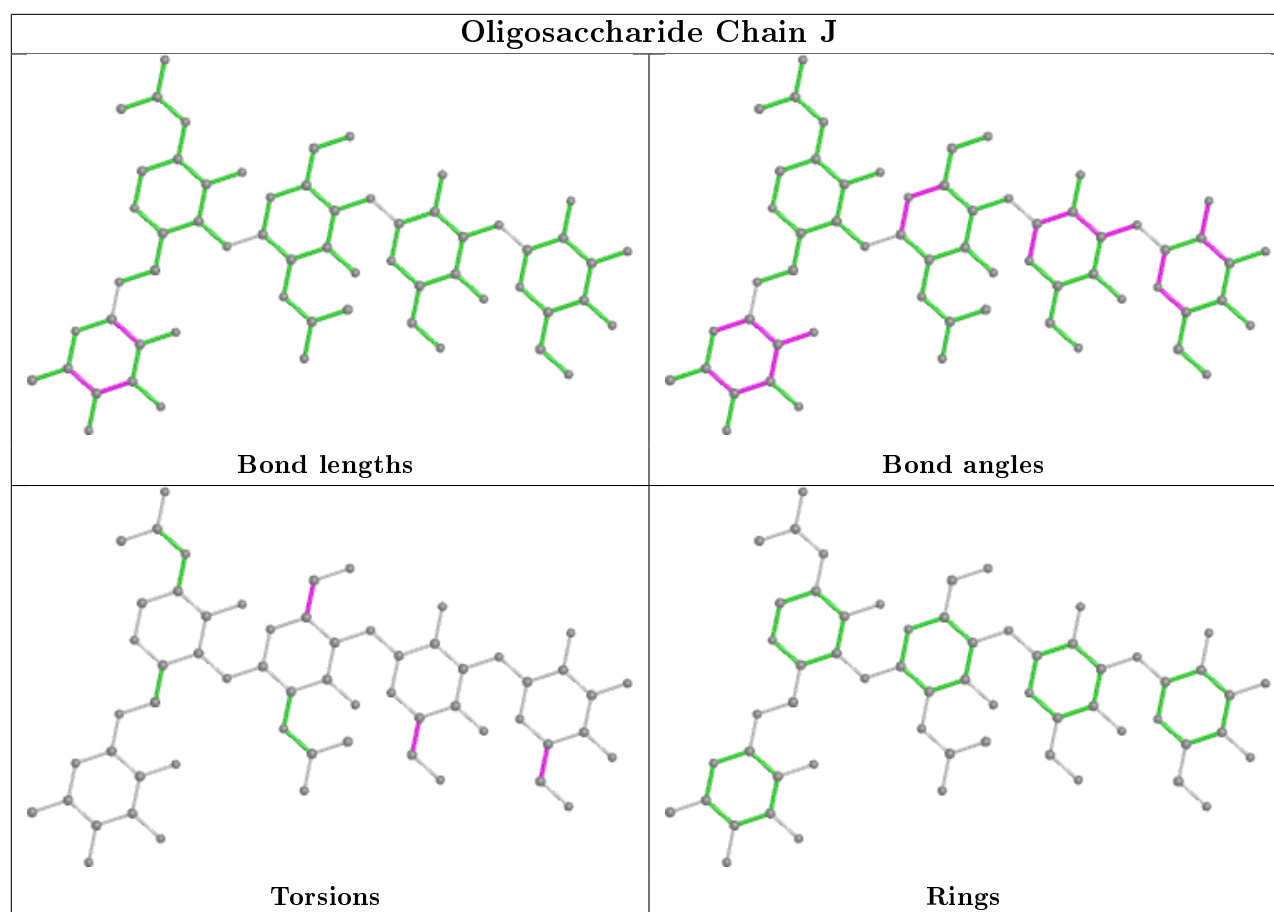 Oligosaccharide Chain J
Bond lengths
Bond angles
Torsions
Rings